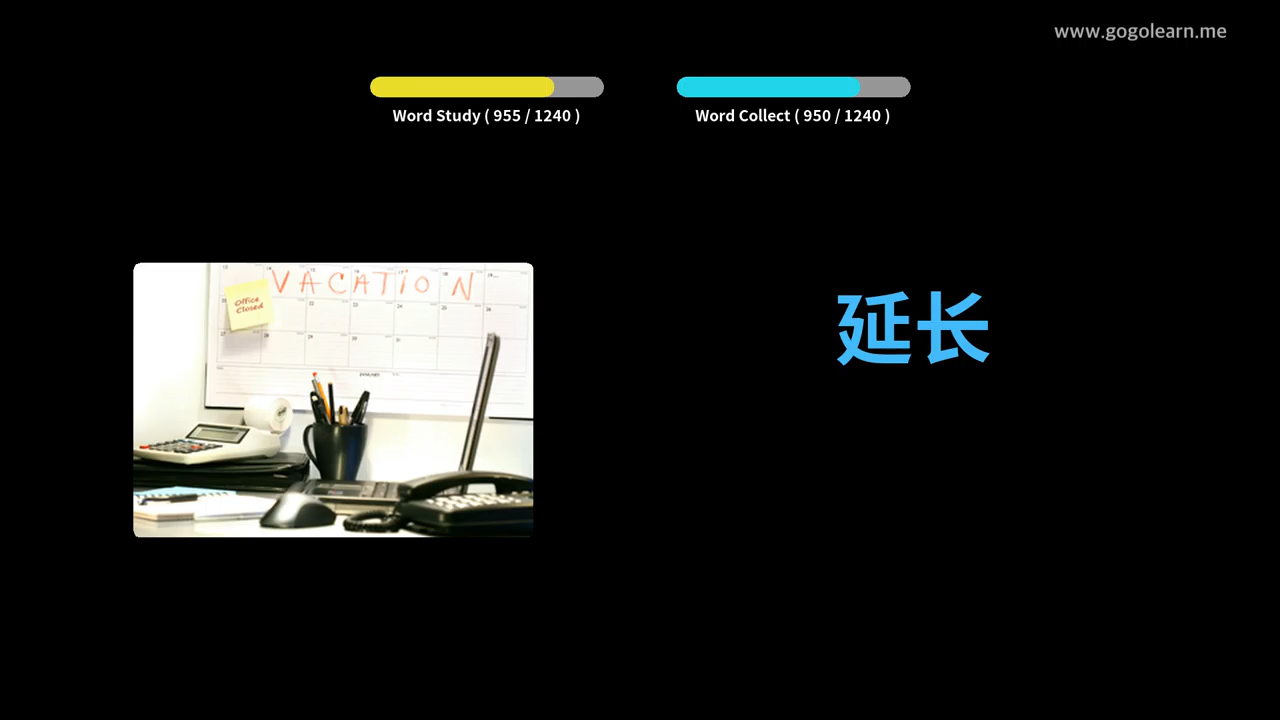 www.gogolearn.me
Word Study ( 955 / 1240 )
Word Collect ( 950 / 1240 )
VACATION
Office
Closed
延长